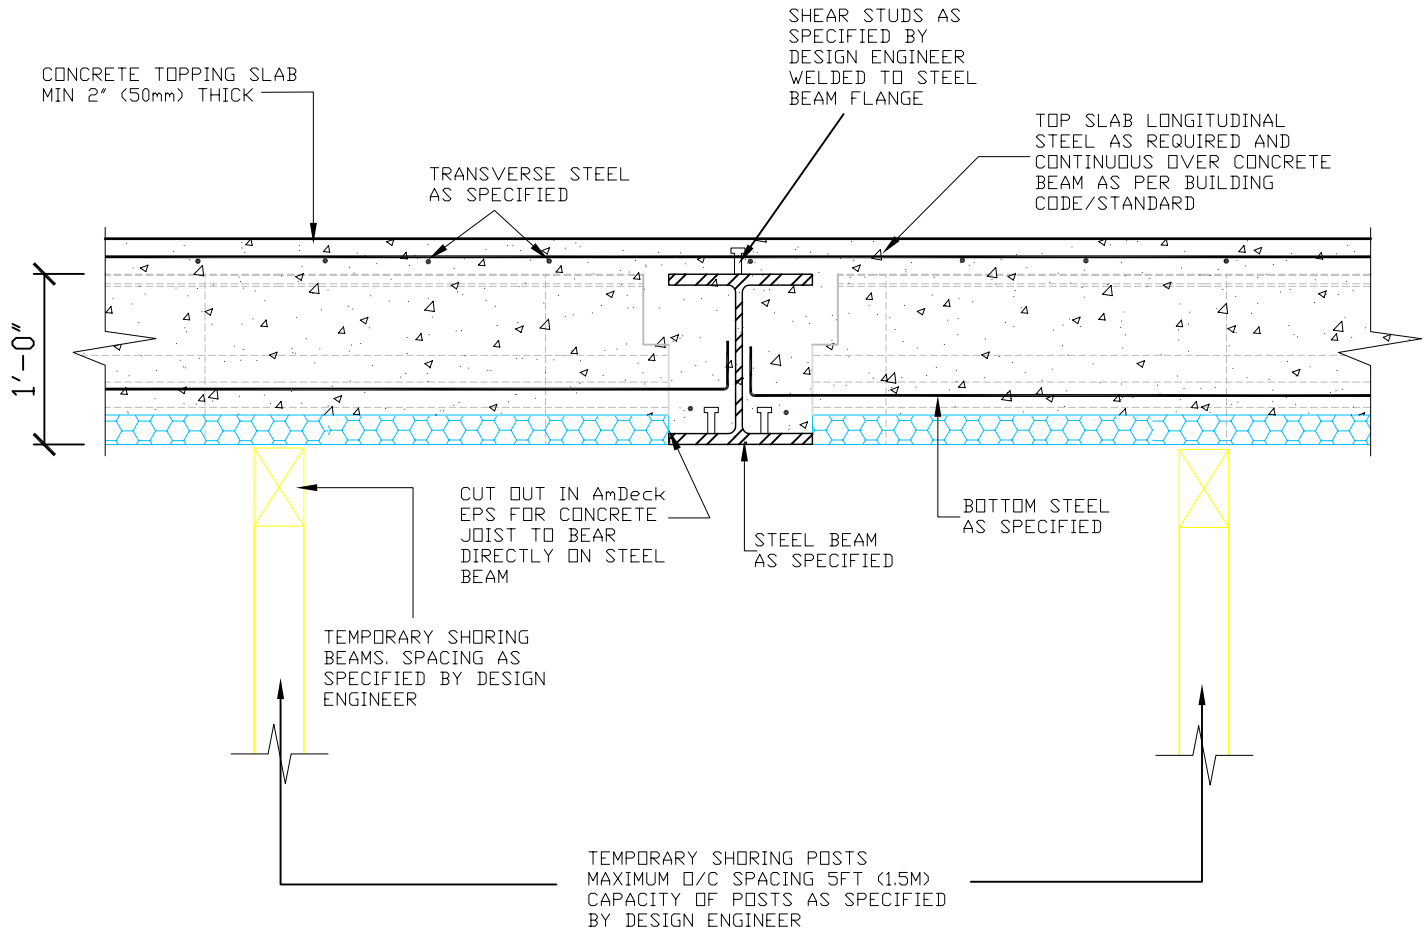 SHEAR STUDS AS
SPECIFIED BY
DESIGN ENGINEER
WELDED TO STEEL
BEAM FLANGE
CONCRETE TOPPING SLAB
MIN 2" (50mm) THICK
TOP SLAB LONGITUDINAL
STEEL AS REQUIRED AND
CONTINUOUS OVER CONCRETE
BEAM AS PER BUILDING
CODE/STANDARD
TRANSVERSE STEEL
AS SPECIFIED
1'-0"
CUT OUT IN AmDeck
EPS FOR CONCRETE
JOIST TO BEAR
DIRECTLY ON STEEL
BEAM
STEEL BEAM
AS SPECIFIED
BOTTOM STEEL
AS SPECIFIED
TEMPORARY SHORING
BEAMS. SPACING AS
SPECIFIED BY DESIGN
ENGINEER
TEMPORARY SHORING POSTS
MAXIMUM O/C SPACING 5FT (1.5M)
CAPACITY OF POSTS AS SPECIFIED
BY DESIGN ENGINEER